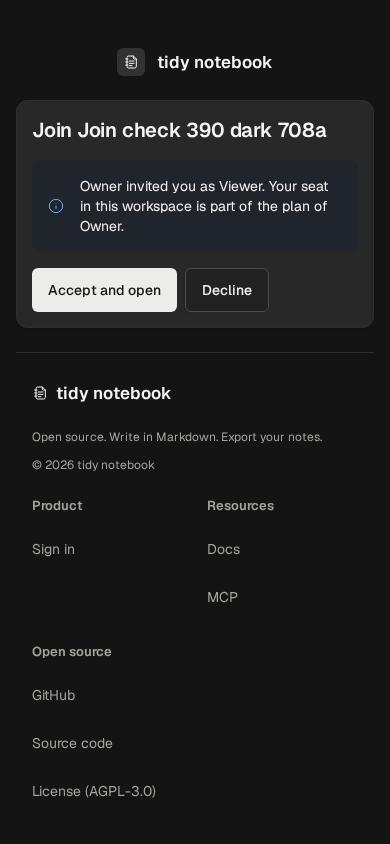 tidy notebook
Join Join check 390 dark 708a
Owner invited you as Viewer. Your seat
in this workspace is part of the plan of
Owner.
Accept and open
Decline
tidy notebook
Open source. Write in Markdown. Export your notes.
© 2026 tidy notebook
Product
Sign in
Resources
Docs
MCP
Open source
GitHub
Source code
License (AGPL-3.0)